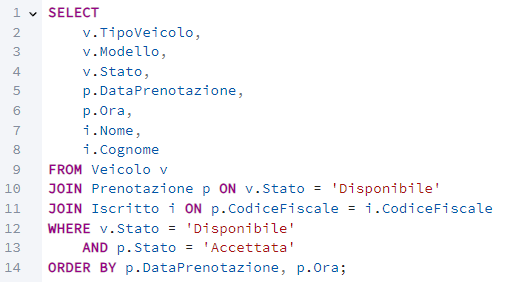 1 SELECT
2 v.TipoVeicolo,
3 v.Modello,
4 v.Stato,
5 p.DataPrenotazione,
6 p.Ora,
7 i.Nome,
8 i.Cognome
9 FROM Veicolo v
10 JOIN Prenotazione p ON v.Stato = 'Disponibile'
11 JOIN Iscritto i ON p.CodiceFiscale = i.CodiceFiscale
12 WHERE v.Stato = 'Disponibile'
13 AND p.Stato = 'Accettata'
14 ORDER BY p.DataPrenotazione, p.Ora;